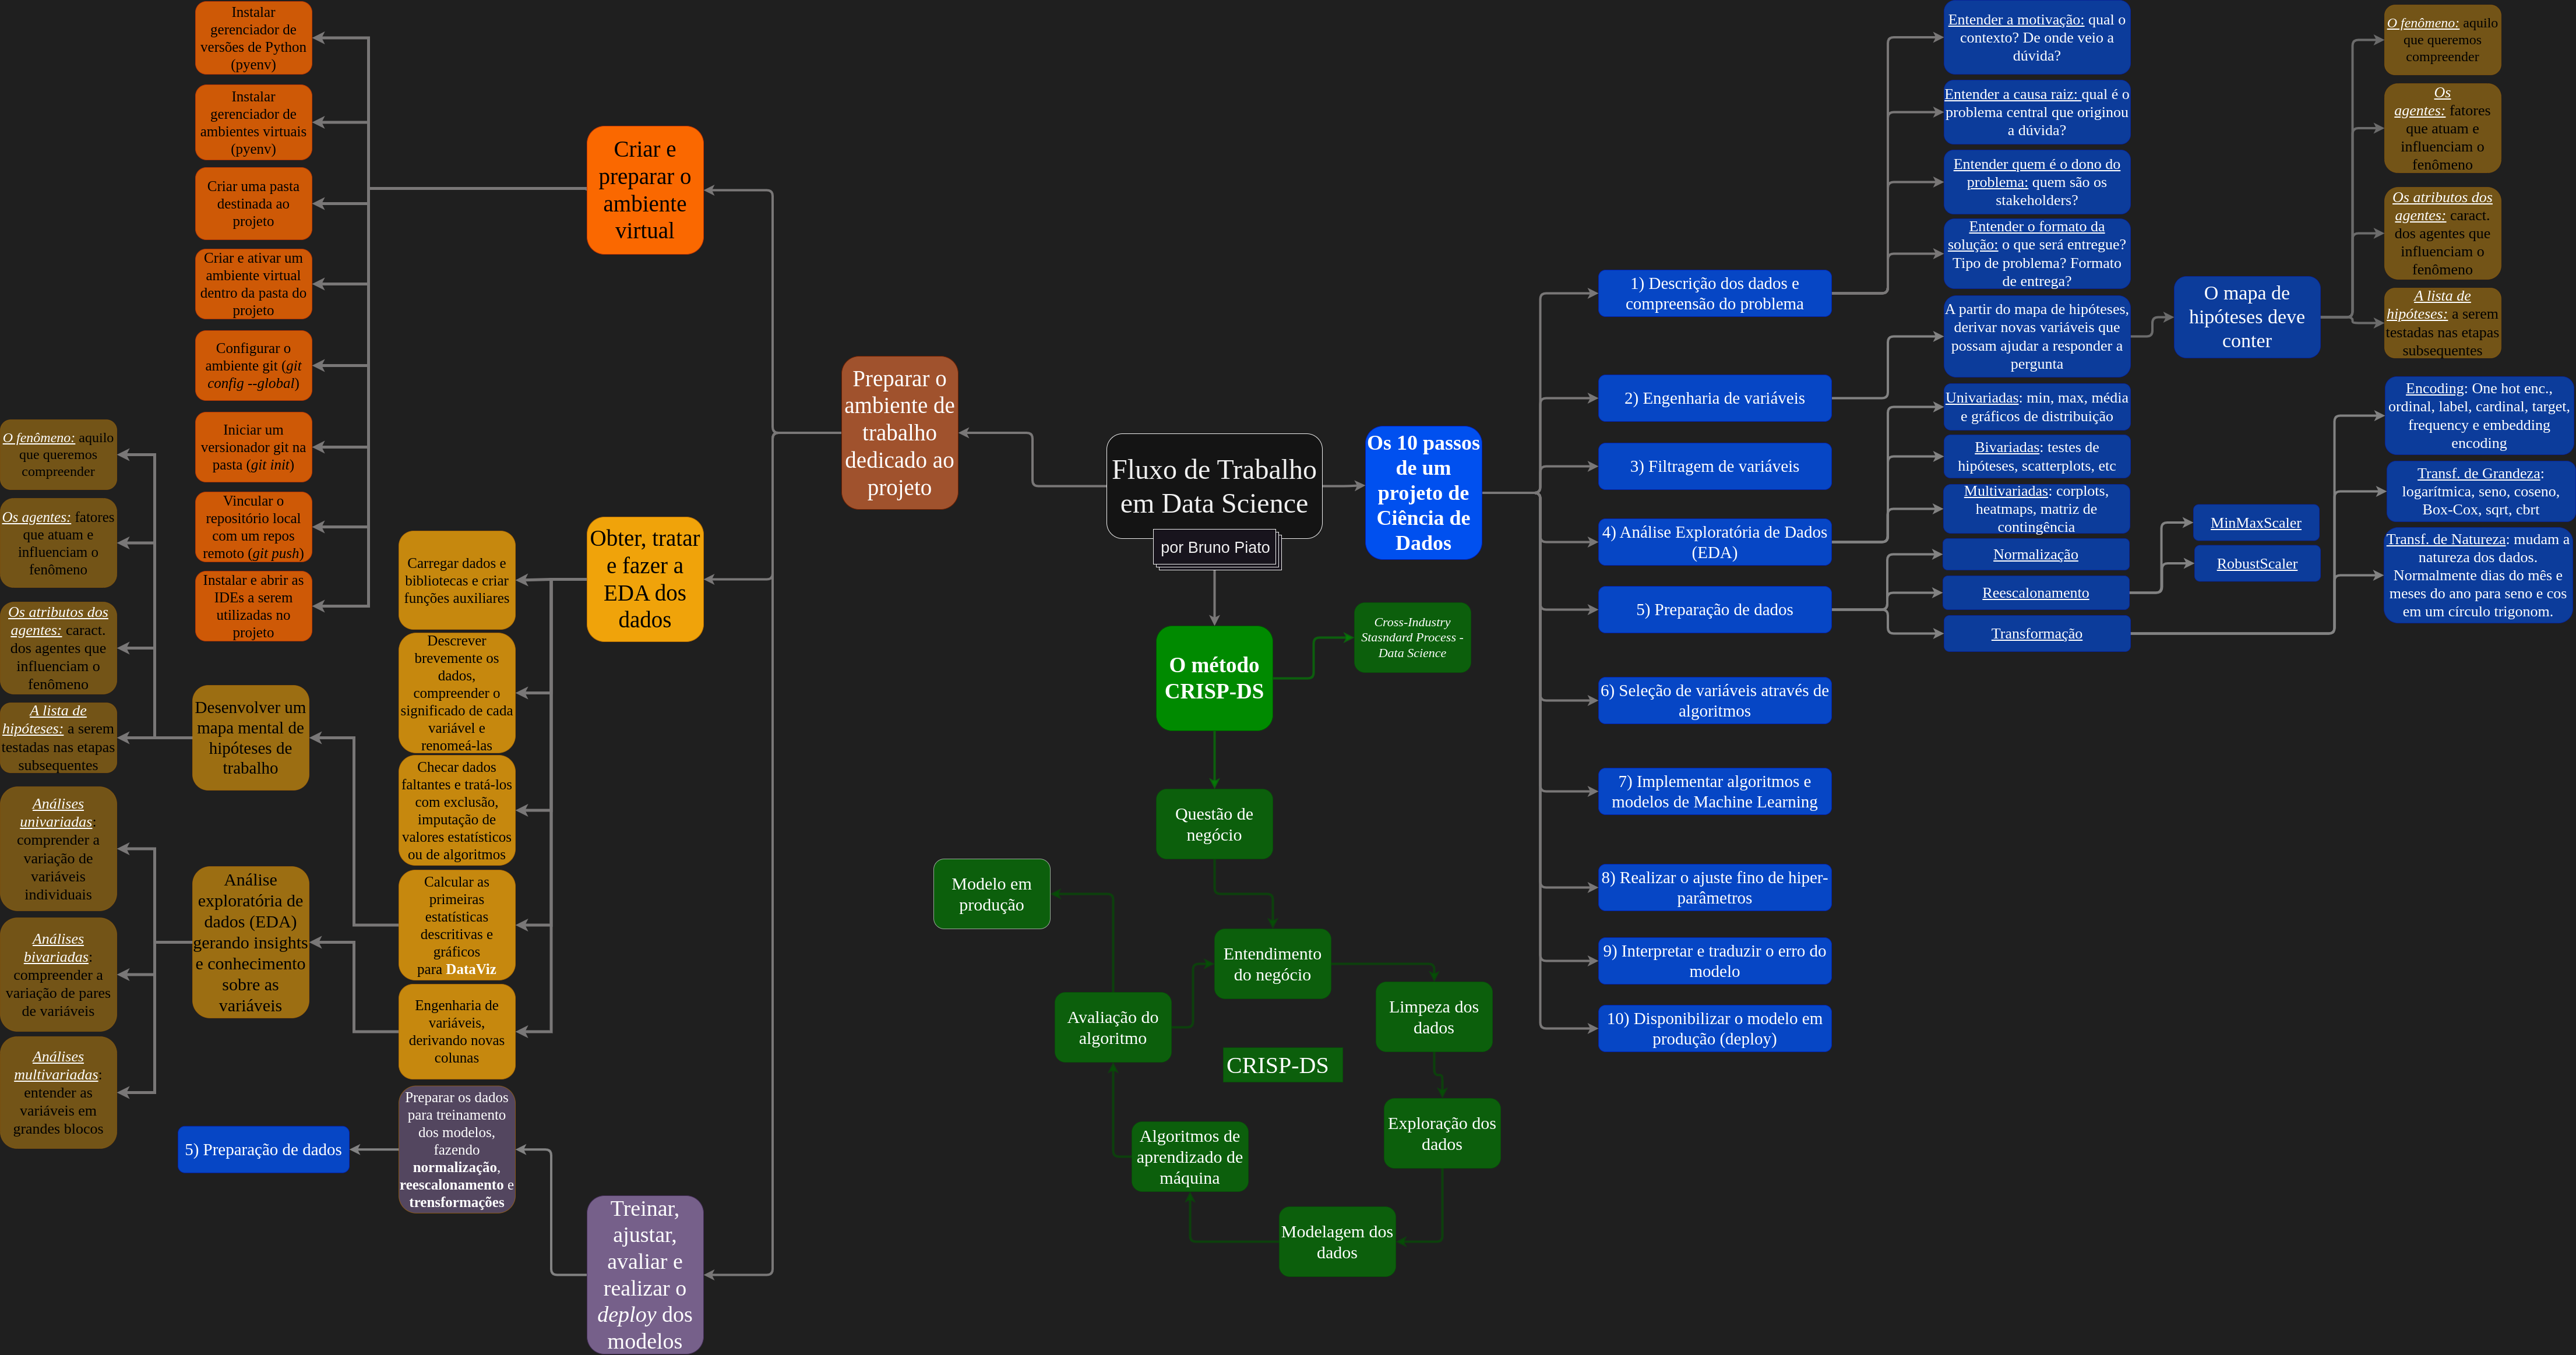 Fluxo de Trabalho
em Data Science
por Bruno Piato
Preparar o
ambiente de
trabalho
dedicado ao
projeto
Criar e
preparar o
ambiente
virtual
Instalar
gerenciador de
versões de Python
(pyenv)
Instalar
gerenciador de
ambientes virtuais
(pyenv)
Criar uma pasta
destinada ao
projeto
Criar e ativar um
ambiente virtual
dentro da pasta do
projeto
Configurar o
ambiente git (git
config --global)
Iniciar um
versionador git na
pasta (git init)
Vincular o
repositório local
com um repos
remoto (git push)
Instalar e abrir as
IDEs a serem
utilizadas no
projeto
Obter, tratar
e fazer a
EDA dos
dados
Carregar dados e
bibliotecas e criar
funções auxiliares
Descrever
brevemente os
dados,
compreender o
significado de cada
variável e
renomeá-las
Checar dados
faltantes e tratá-los
com exclusão,
imputação de
valores estatísticos
ou de algoritmos
Calcular as
primeiras
estatísticas
descritivas e
gráficos
para DataViz
Engenharia de
variáveis,
derivando novas
colunas
Desenvolver um
mapa mental de
hipóteses de
trabalho
O fenômeno: aquilo
que queremos
compreender
Os agentes: fatores
que atuam e
influenciam o
fenômeno
Os atributos dos
agentes: caract.
dos agentes que
influenciam o
fenômeno
A lista de
hipóteses: a serem
testadas nas etapas
subsequentes
Análise
exploratória de
dados (EDA)
gerando insights
e conhecimento
sobre as
variáveis
Análises
univariadas:
comprender a
variação de
variáveis
individuais
Análises
bivariadas:
compreender a
variação de pares
de variáveis
Análises
multivariadas:
entender as
variáveis em
grandes blocos
Treinar,
ajustar,
avaliar e
realizar o
deploy dos
modelos
Preparar os dados
para treinamento
dos modelos,
fazendo
normalização,
reescalonamento e
trensformações
5) Preparação de dados
O método
CRISP-DS
Cross-Industry
Stasndard Process -
Data Science
Questão de
negócio
Entendimento
do negócio
Limpeza dos
dados
Exploração dos
dados
Modelagem dos
dados
Algoritmos de
aprendizado de
máquina
Avaliação do
algoritmo
Modelo em
produção
CRISP-DS
Os 10 passos
de um
projeto de
Ciência de
Dados
1) Descrição dos dados e
compreensão do problema
Entender a motivação: qual o
contexto? De onde veio a
dúvida?
Entender a causa raiz: qual é o
problema central que originou
a dúvida?
Entender quem é o dono do
problema: quem são os
stakeholders?
Entender o formato da
solução: o que será entregue?
Tipo de problema? Formato
de entrega?
2) Engenharia de variáveis
A partir do mapa de hipóteses,
derivar novas variáveis que
possam ajudar a responder a
pergunta
O mapa de
hipóteses deve
conter
O fenômeno: aquilo
que queremos
compreender
Os
agentes: fatores
que atuam e
influenciam o
fenômeno
Os atributos dos
agentes: caract.
dos agentes que
influenciam o
fenômeno
A lista de
hipóteses: a serem
testadas nas etapas
subsequentes
3) Filtragem de variáveis
4) Análise Exploratória de Dados
(EDA)
Univariadas: min, max, média
e gráficos de distribuição
Bivariadas: testes de
hipóteses, scatterplots, etc
Multivariadas: corplots,
heatmaps, matriz de
contingência
5) Preparação de dados
Normalização
Reescalonamento
MinMaxScaler
RobustScaler
Transformação
Encoding: One hot enc.,
ordinal, label, cardinal, target,
frequency e embedding
encoding
Transf. de Grandeza:
logarítmica, seno, coseno,
Box-Cox, sqrt, cbrt
Transf. de Natureza: mudam a
natureza dos dados.
Normalmente dias do mês e
meses do ano para seno e cos
em um círculo trigonom.
6) Seleção de variáveis através de
algoritmos
7) Implementar algoritmos e
modelos de Machine Learning
8) Realizar o ajuste fino de hiper-
parâmetros
9) Interpretar e traduzir o erro do
modelo
10) Disponibilizar o modelo em
produção (deploy)